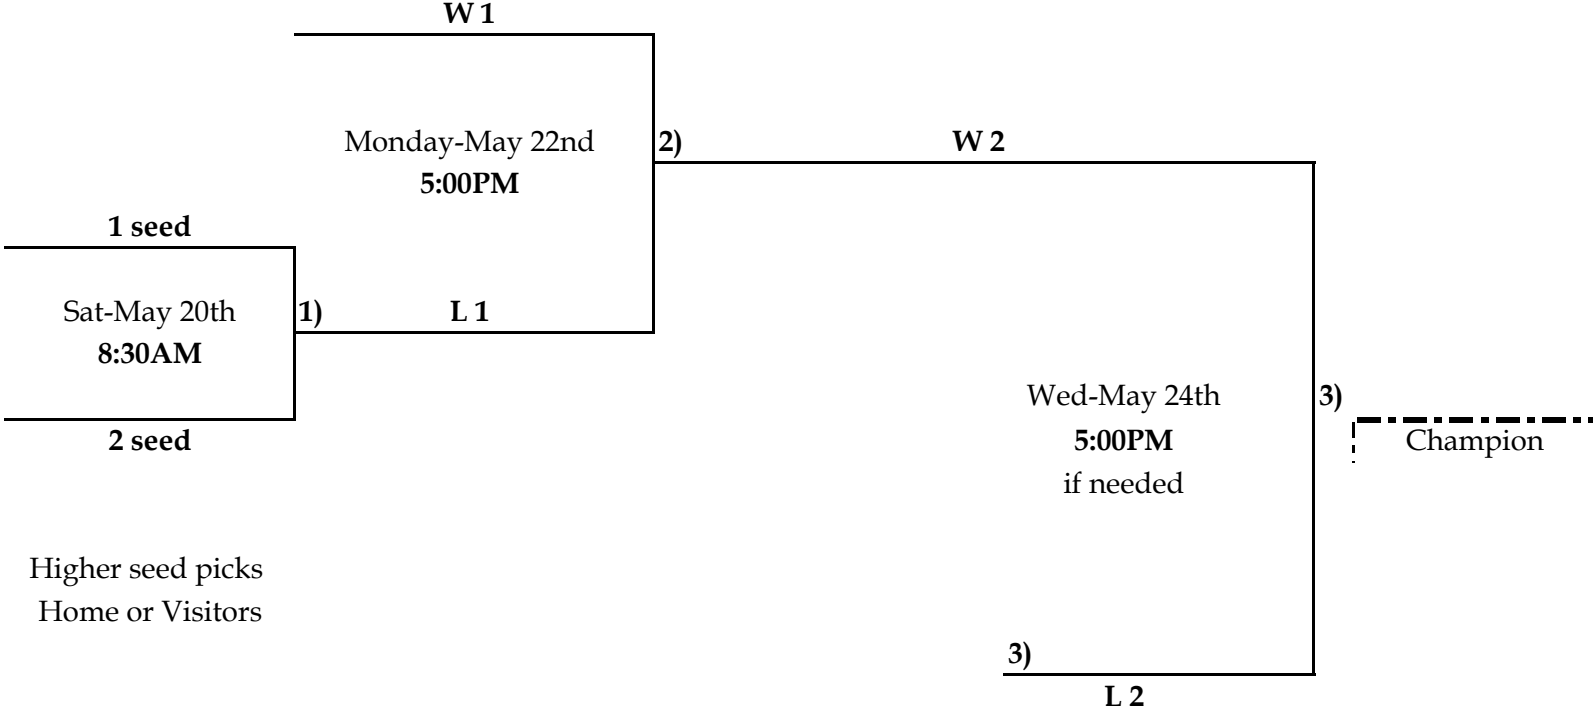 W 1
Monday-May 22nd
5:00PM
2)
W 2
1 seed
Sat-May 20th
8:30AM
1)
L 1
2 seed
Wed-May 24th
5:00PM
if needed
3)
Champion
Higher seed picks
Home or Visitors
3)
L 2